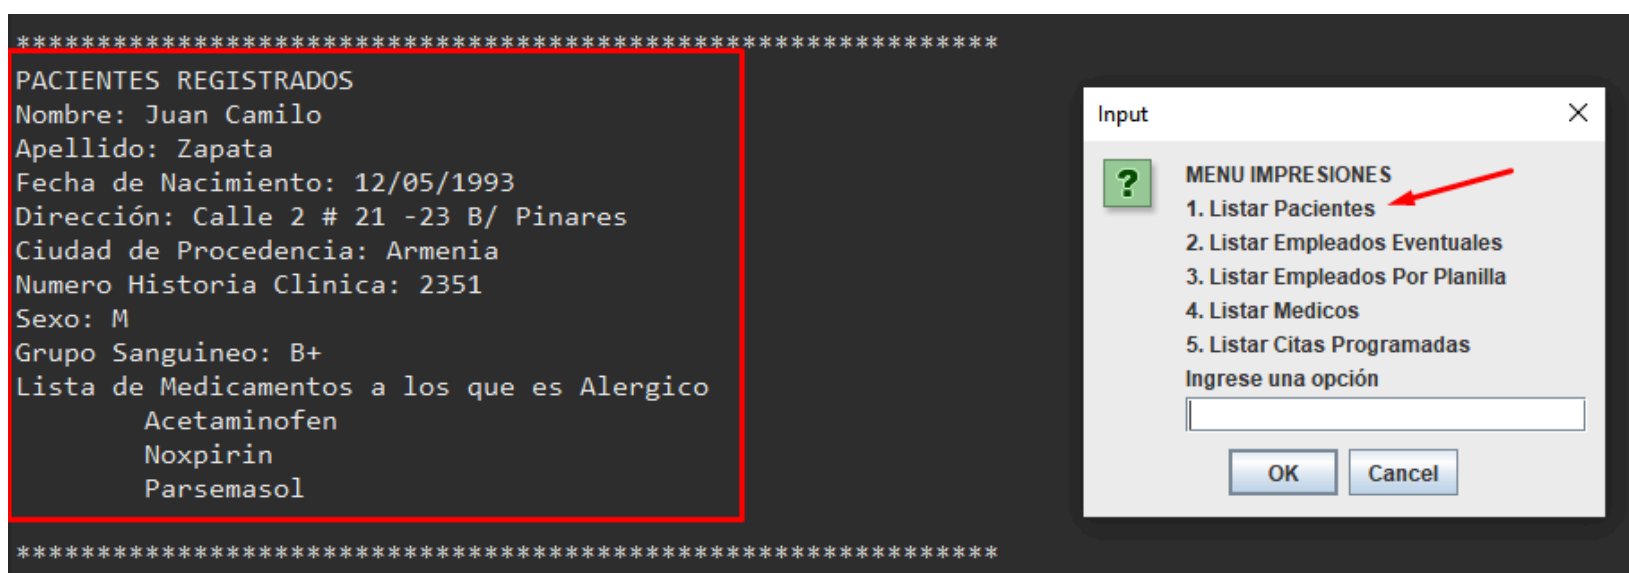 *************************************************************
PACIENTES REGISTRADOS
Nombre: Juan Camilo
Apellido: Zapata
Fecha de Nacimiento: 12/05/1993
Dirección: Calle 2 # 21 -23 B/ Pinares
Ciudad de Procedencia: Armenia
Numero Historia Clinica: 2351
Sexo: M
Grupo Sanguineo: B+
Lista de Medicamentos a los que es Alergico
Acetaminofen
Noxpirin
Parsemasol
*************************************************************
Input
?
MENU IMPRESIONES
1. Listar Pacientes
2. Listar Empleados Eventuales
3. Listar Empleados Por Planilla
4. Listar Medicos
5. Listar Citas Programadas
Ingrese una opción
OK
Cancel